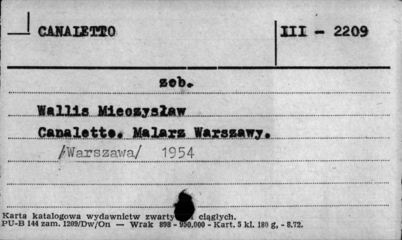 CANALETTO III - 2209
zob.
Wallis Mieczysław
Canaletto. Malarz Warszawy.
/Warszawa/ 1954
Karta katalogowa wydawnictw zwarty ciągłych.
PU-B 144 zam. 1209/Dw/On — Wrak 898 - 950.000 - Kart. 5 kl. 180 g, - 8.72.